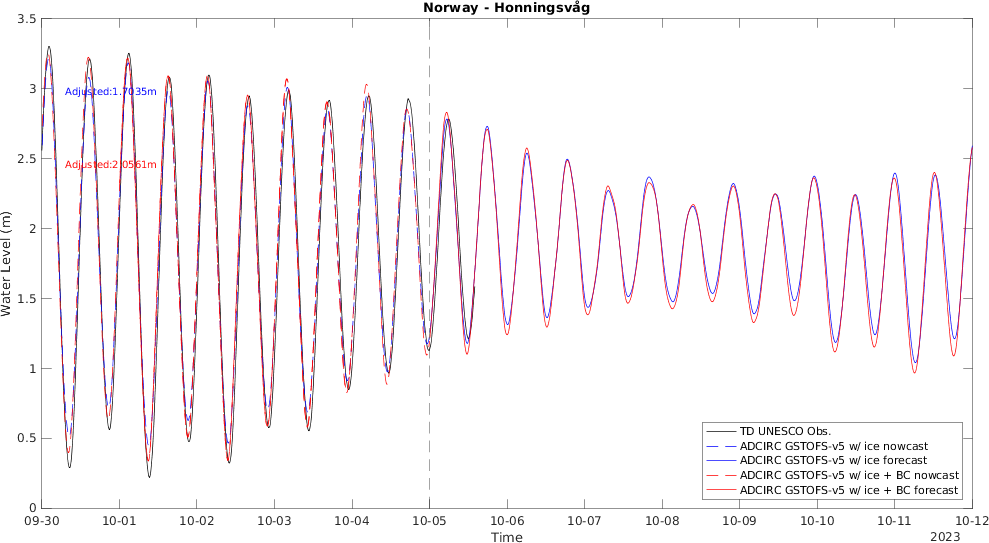 Norway - Honningsvåg
3.5
3
2.5
2
1.5
1
0.5
0
Water Level (m)
Adjusted:1.7035m
Adjusted:2.0561m
TD UNESCO Obs.
ADCIRC GSTOFS-v5 w/ ice nowcast
ADCIRC GSTOFS-v5 w/ ice forecast
ADCIRC GSTOFS-v5 w/ ice + BC nowcast
ADCIRC GSTOFS-v5 w/ ice + BC forecast
09-30 10-01 10-02 10-03 10-04 10-05 10-06 10-07 10-08 10-09 10-10 10-11 10-12
Time
2023